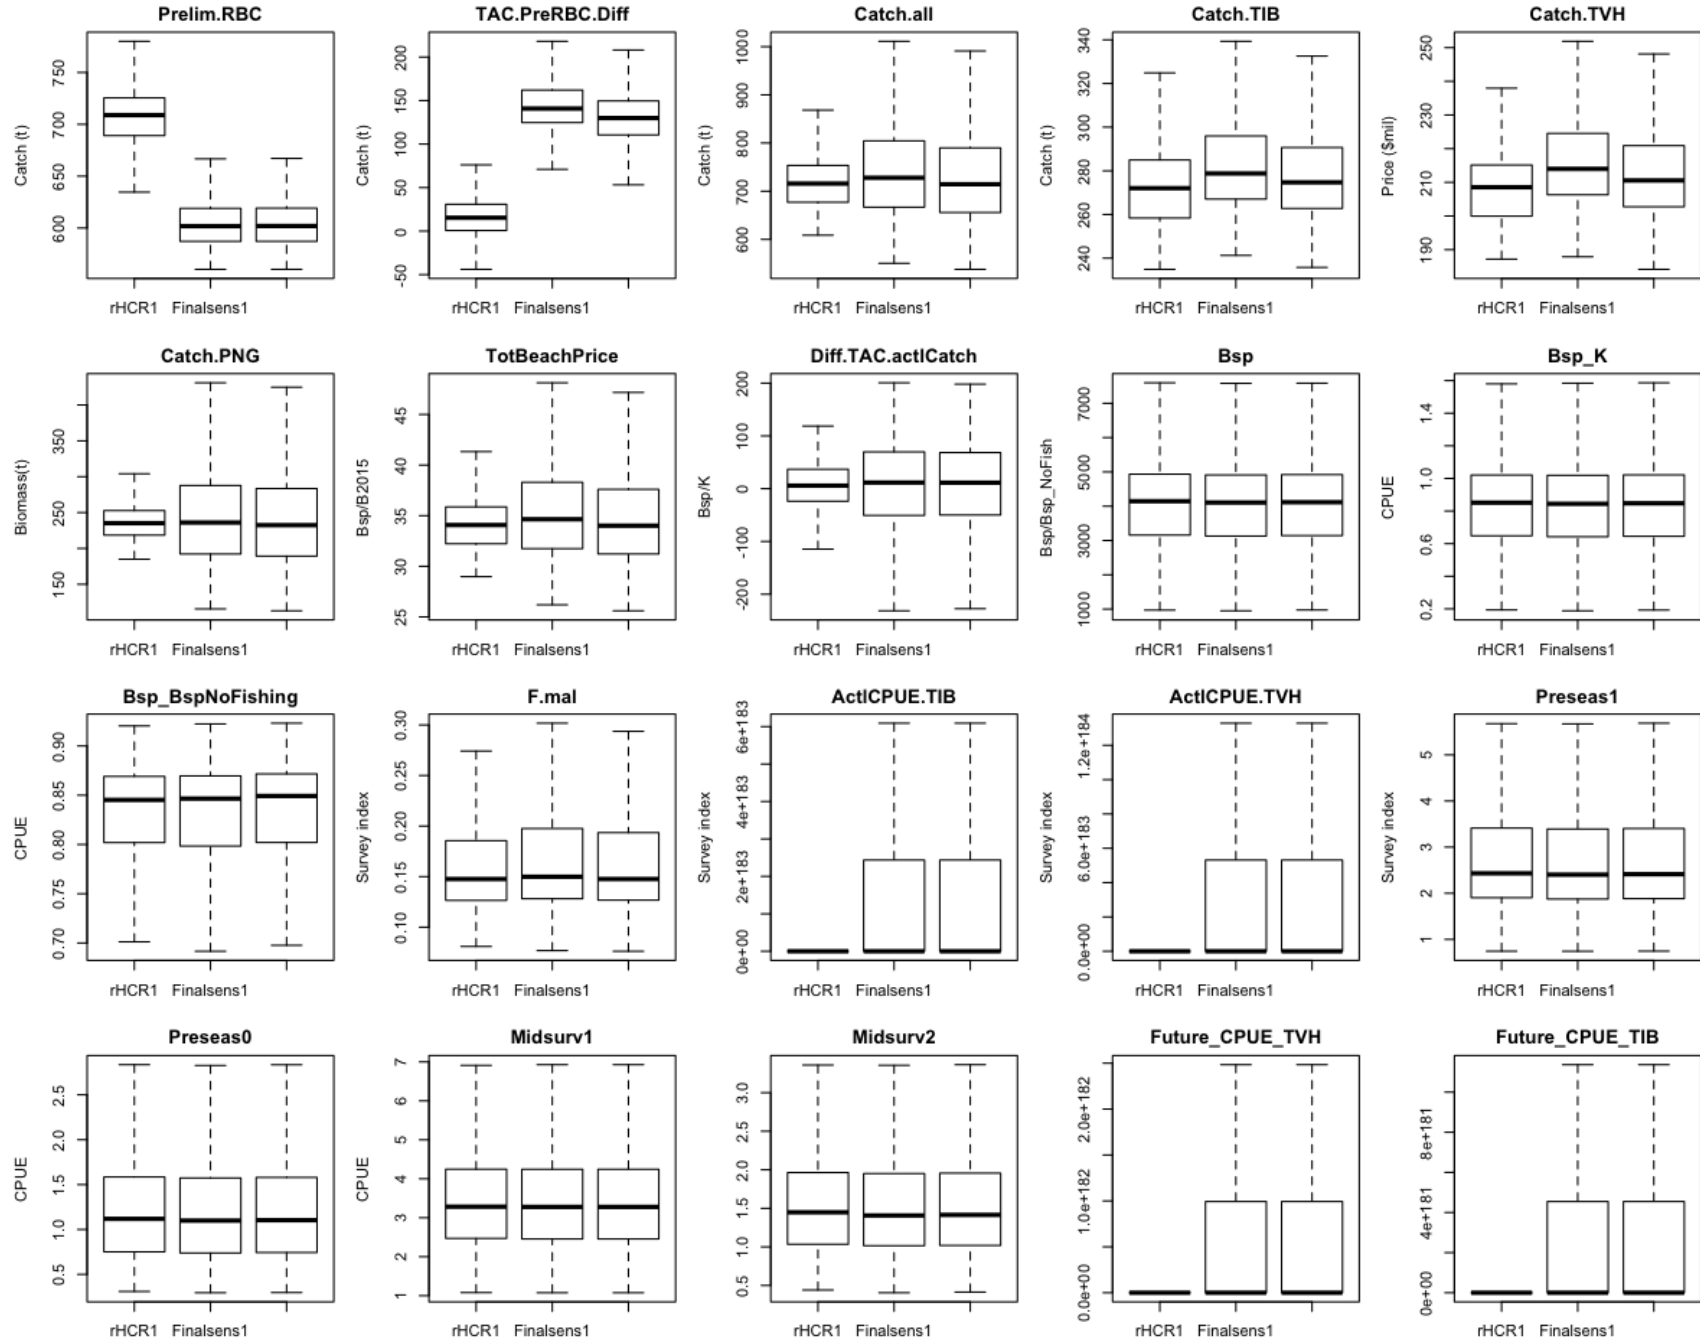 Prelim.RBC
Catch (t)
750
700
650
600
rHCR1 Finalsens1
TAC.PreRBC.Diff
Catch (t)
200
150
100
50
0
-50
rHCR1 Finalsens1
Catch.all
Catch (t)
1000
900
800
700
600
rHCR1 Finalsens1
Catch.TIB
Catch (t)
340
320
300
280
260
240
rHCR1 Finalsens1
Catch.TVH
Price ($mil)
250
230
210
190
rHCR1 Finalsens1
Catch.PNG
Biomass(t)
350
250
150
rHCR1 Finalsens1
TotBeachPrice
Bsp/B2015
45
40
35
30
25
rHCR1 Finalsens1
Diff.TAC.actlCatch
Bsp/K
200
100
0
-100
-200
rHCR1 Finalsens1
Bsp
Bsp/Bsp_NoFish
7000
5000
3000
1000
rHCR1 Finalsens1
Bsp_K
CPUE
1.4
1.0
0.6
0.2
rHCR1 Finalsens1
Bsp_BspNoFishing
CPUE
0.90
0.85
0.80
0.75
0.70
rHCR1 Finalsens1
F.mal
Survey index
0.30
0.25
0.20
0.15
0.10
rHCR1 Finalsens1
ActlCPUE.TIB
Survey index
6e+183
4e+183
2e+183
0e+00
rHCR1 Finalsens1
ActlCPUE.TVH
Survey index
1.2e+184
6.0e+183
0.0e+00
rHCR1 Finalsens1
Preseas1
Survey index
5
4
3
2
1
rHCR1 Finalsens1
Preseas0
CPUE
2.5
2.0
1.5
1.0
0.5
rHCR1 Finalsens1
Midsurv1
CPUE
7
6
5
4
3
2
1
rHCR1 Finalsens1
Midsurv2
3.0
2.5
2.0
1.5
1.0
0.5
rHCR1 Finalsens1
Future_CPUE_TVH
2.0e+182
1.0e+182
0.0e+00
rHCR1 Finalsens1
Future_CPUE_TIB
8e+181
4e+181
0e+00
rHCR1 Finalsens1